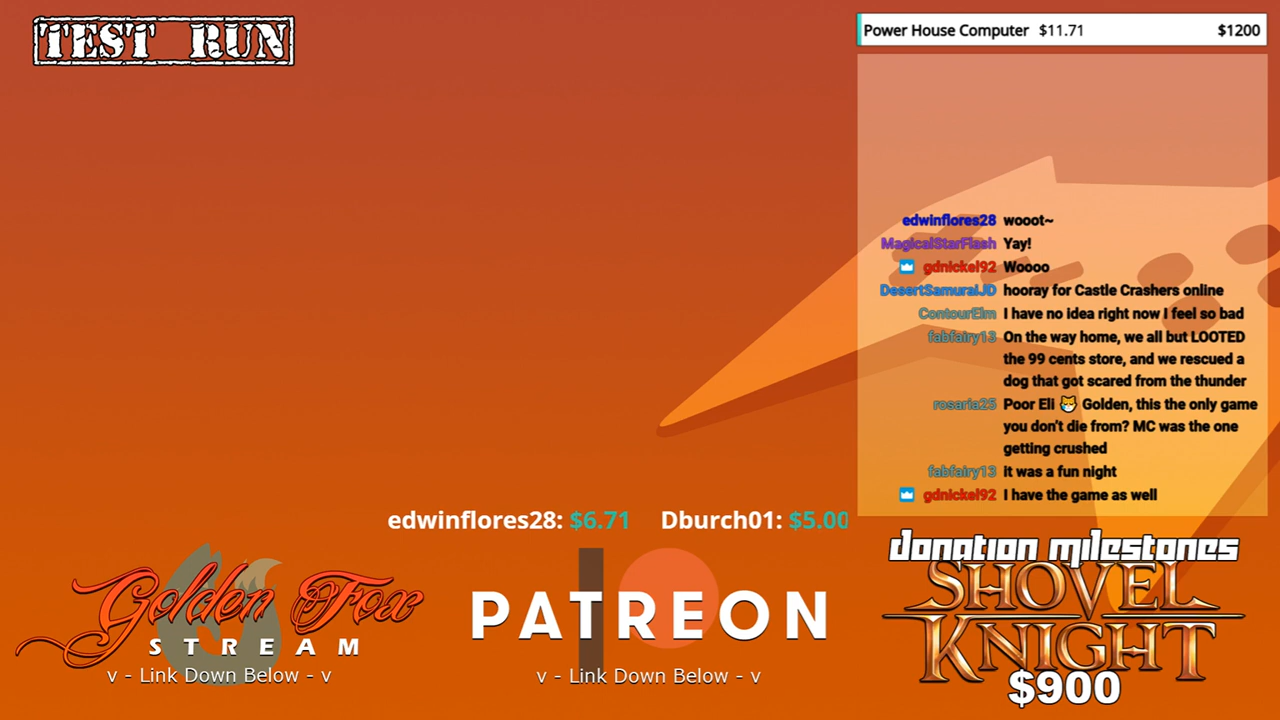 TEST RUN
Power House Computer $11.71 $1200
edwinflores28 wooot~
MagicalStarFlash Yay!
gdnickel92 Woooo
DesertSamuraiJD hooray for Castle Crashers online
ContourElm I have no idea right now I feel so bad
fabfairy13 On the way home, we all but LOOTED
the 99 cents store, and we rescued a
dog that got scared from the thunder
rosaria25 Poor Eli Golden, this the only game
you don't die from? MC was the one
getting crushed
fabfairy13 it was a fun night
gdnickel92 I have the game as well
edwinflores28: $6.71 Dburch01: $5.00
Golden Fox
STREAM
v - Link Down Below - v
PATREON
v - Link Down Below - v
donation milestones
SHOVEL
KNIGHT
$900